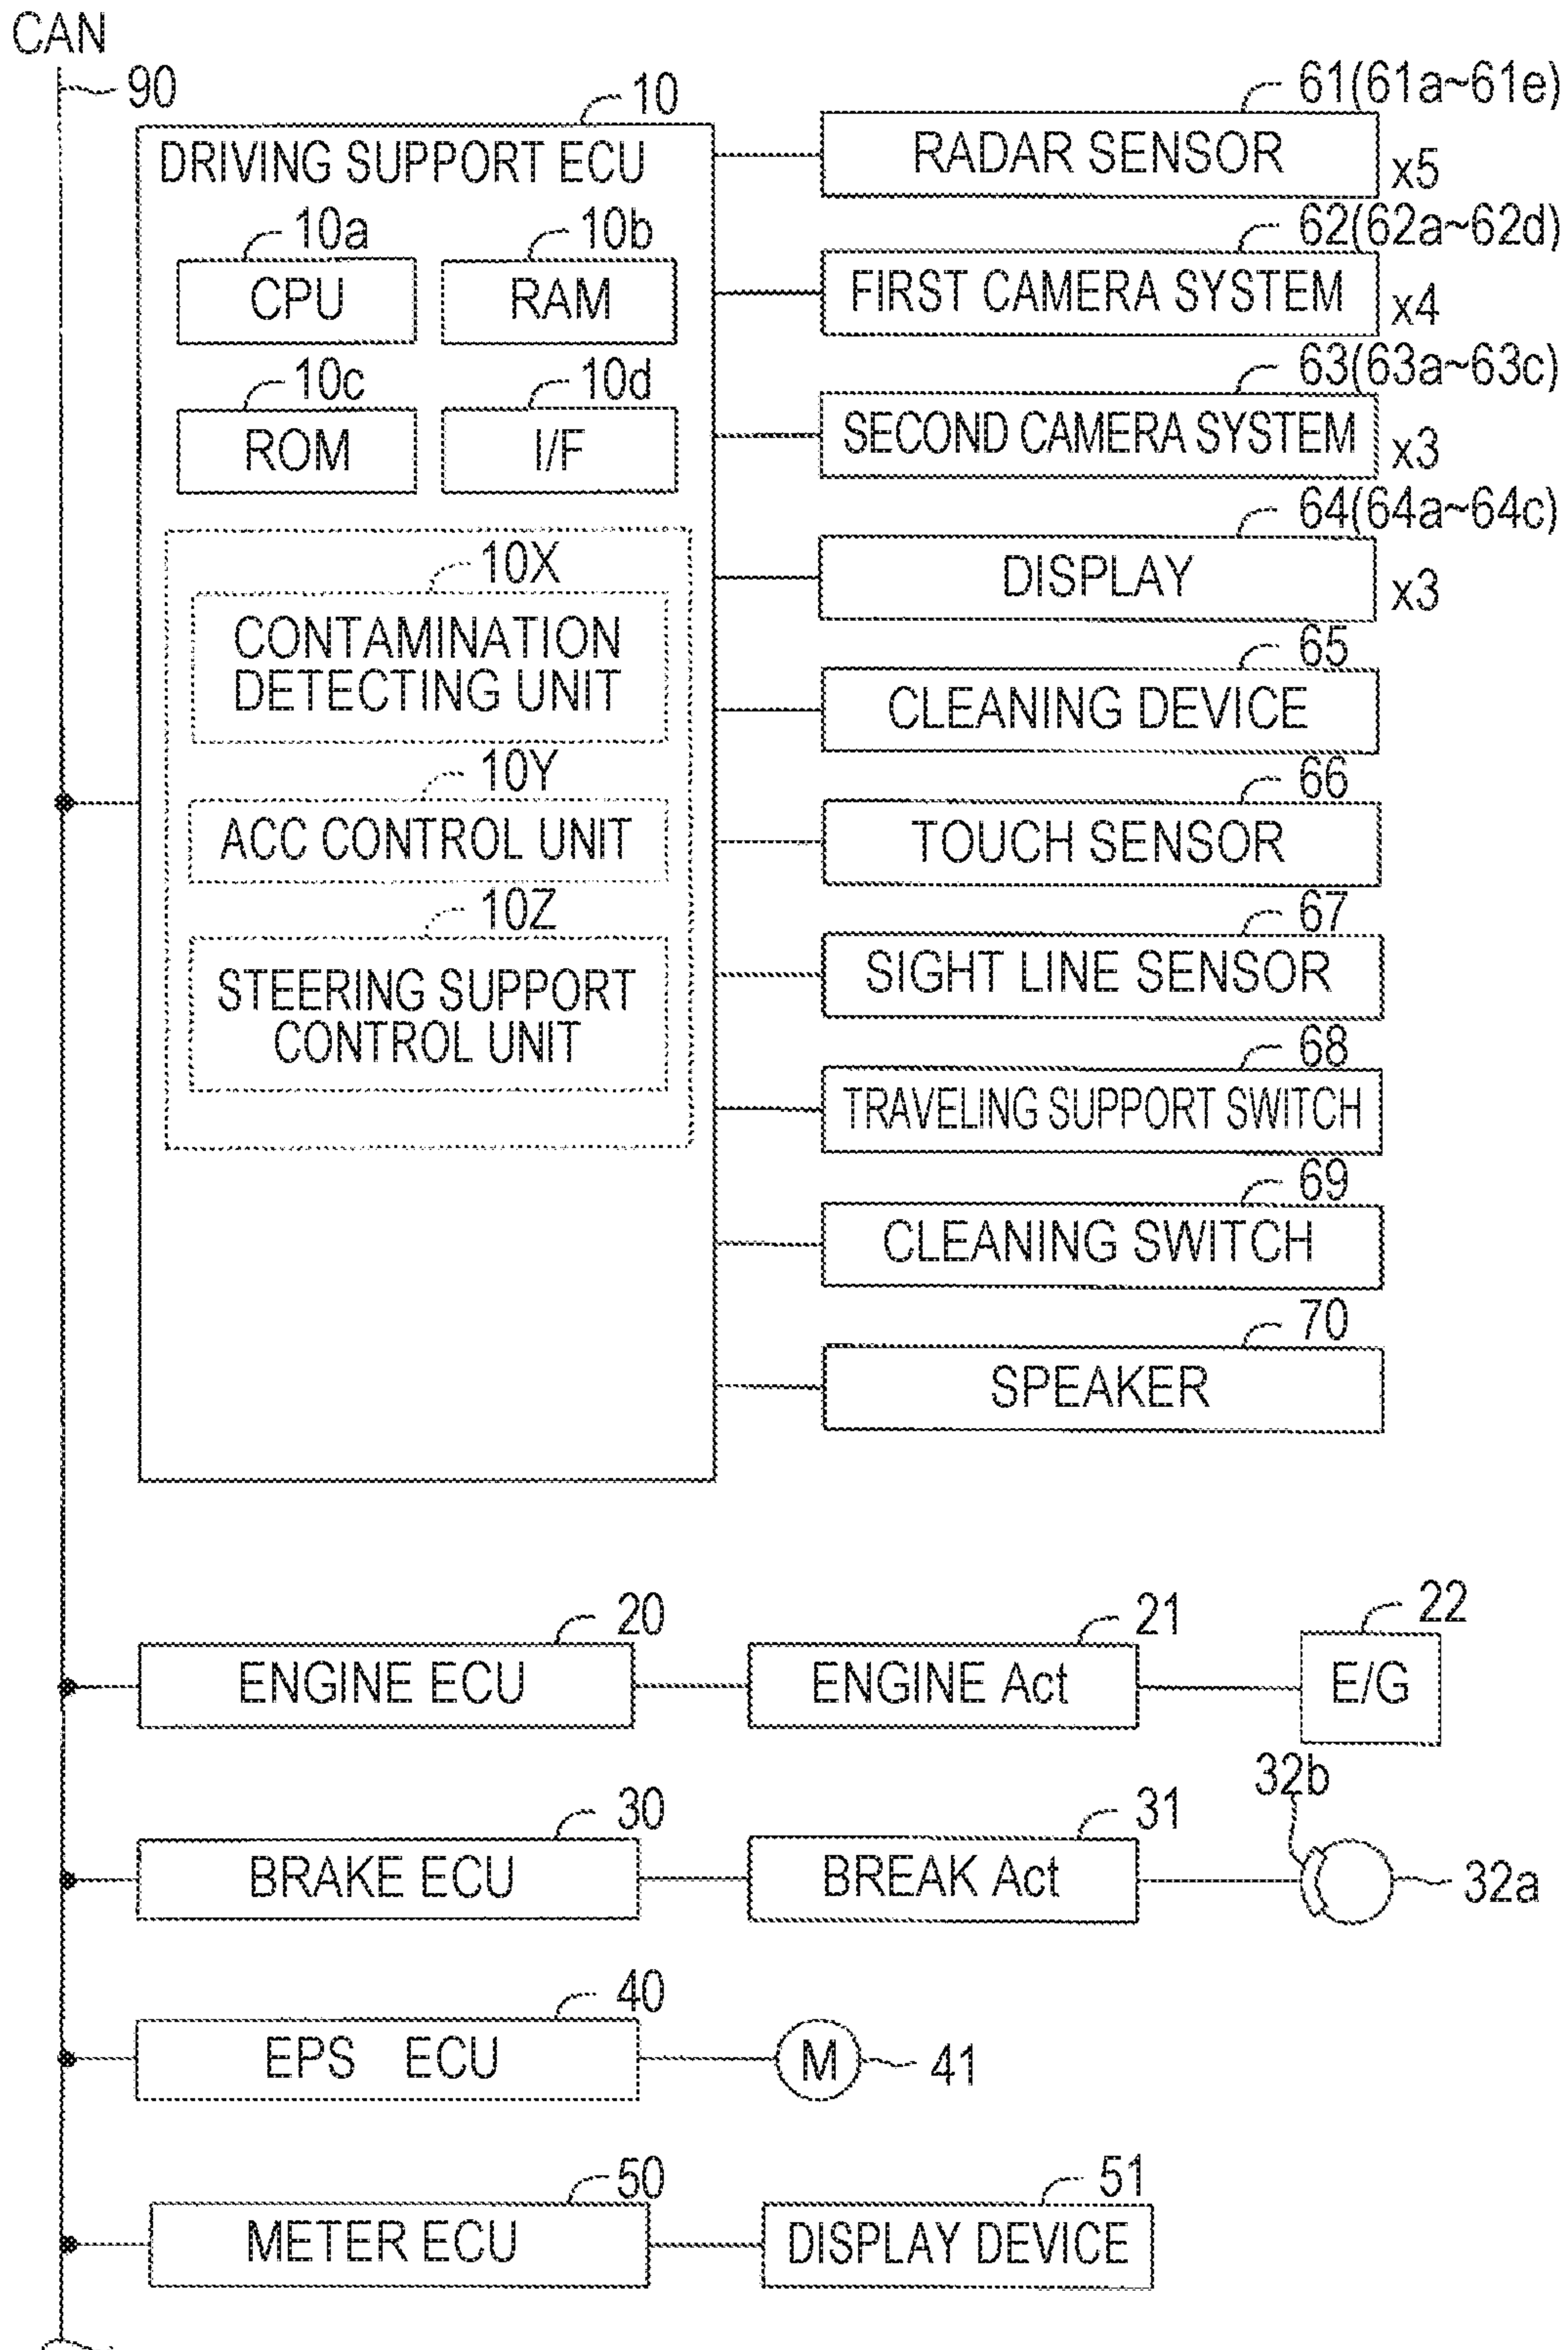 CAN
90
10
DRIVING SUPPORT ECU
10a
10b
CPU
RAM
10c
10d
ROM
I/F
10X
CONTAMINATION
DETECTING UNIT
10Y
ACC CONTROL UNIT
10Z
STEERING SUPPORT
CONTROL UNIT
61(61a~61e)
RADAR SENSOR
x5
62(62a~62d)
FIRST CAMERA SYSTEM
x4
63(63a~63c)
SECOND CAMERA SYSTEM
x3
64(64a~64c)
DISPLAY
x3
65
CLEANING DEVICE
66
TOUCH SENSOR
67
SIGHT LINE SENSOR
68
TRAVELING SUPPORT SWITCH
69
CLEANING SWITCH
70
SPEAKER
20
ENGINE ECU
21
ENGINE Act
22
E/G
30
BRAKE ECU
31
BREAK Act
32b
32a
40
EPS ECU
M
41
50
METER ECU
51
DISPLAY DEVICE